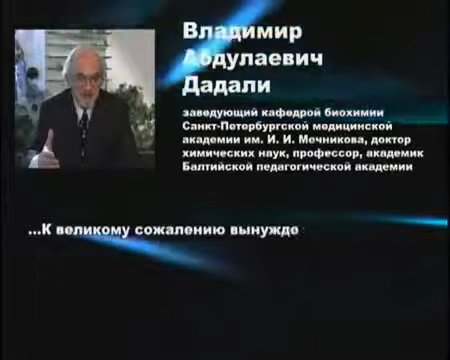 Владимир
Абдулаевич
Дадали
заведующий кафедрой биохимии
Санкт-Петербургской медицинской
академии им. И. И. Мечникова, доктор
химических наук, профессор, академик
Балтийской педагогической академии
...К великому сожалению вынуждо